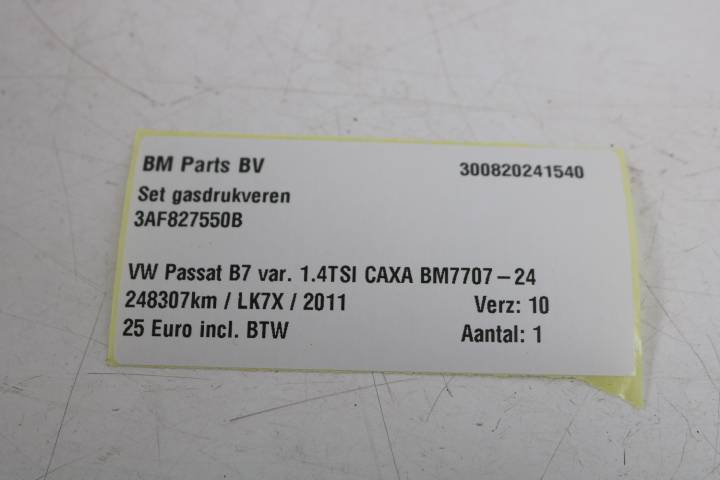 BM Parts BV 300820241540
Set gasdrukveren
3AF827550B
VW Passat B7 var. 1.4TSI CAXA BM7707-24
248307km / LK7X / 2011 Verz: 10
25 Euro incl. BTW Aantal: 1